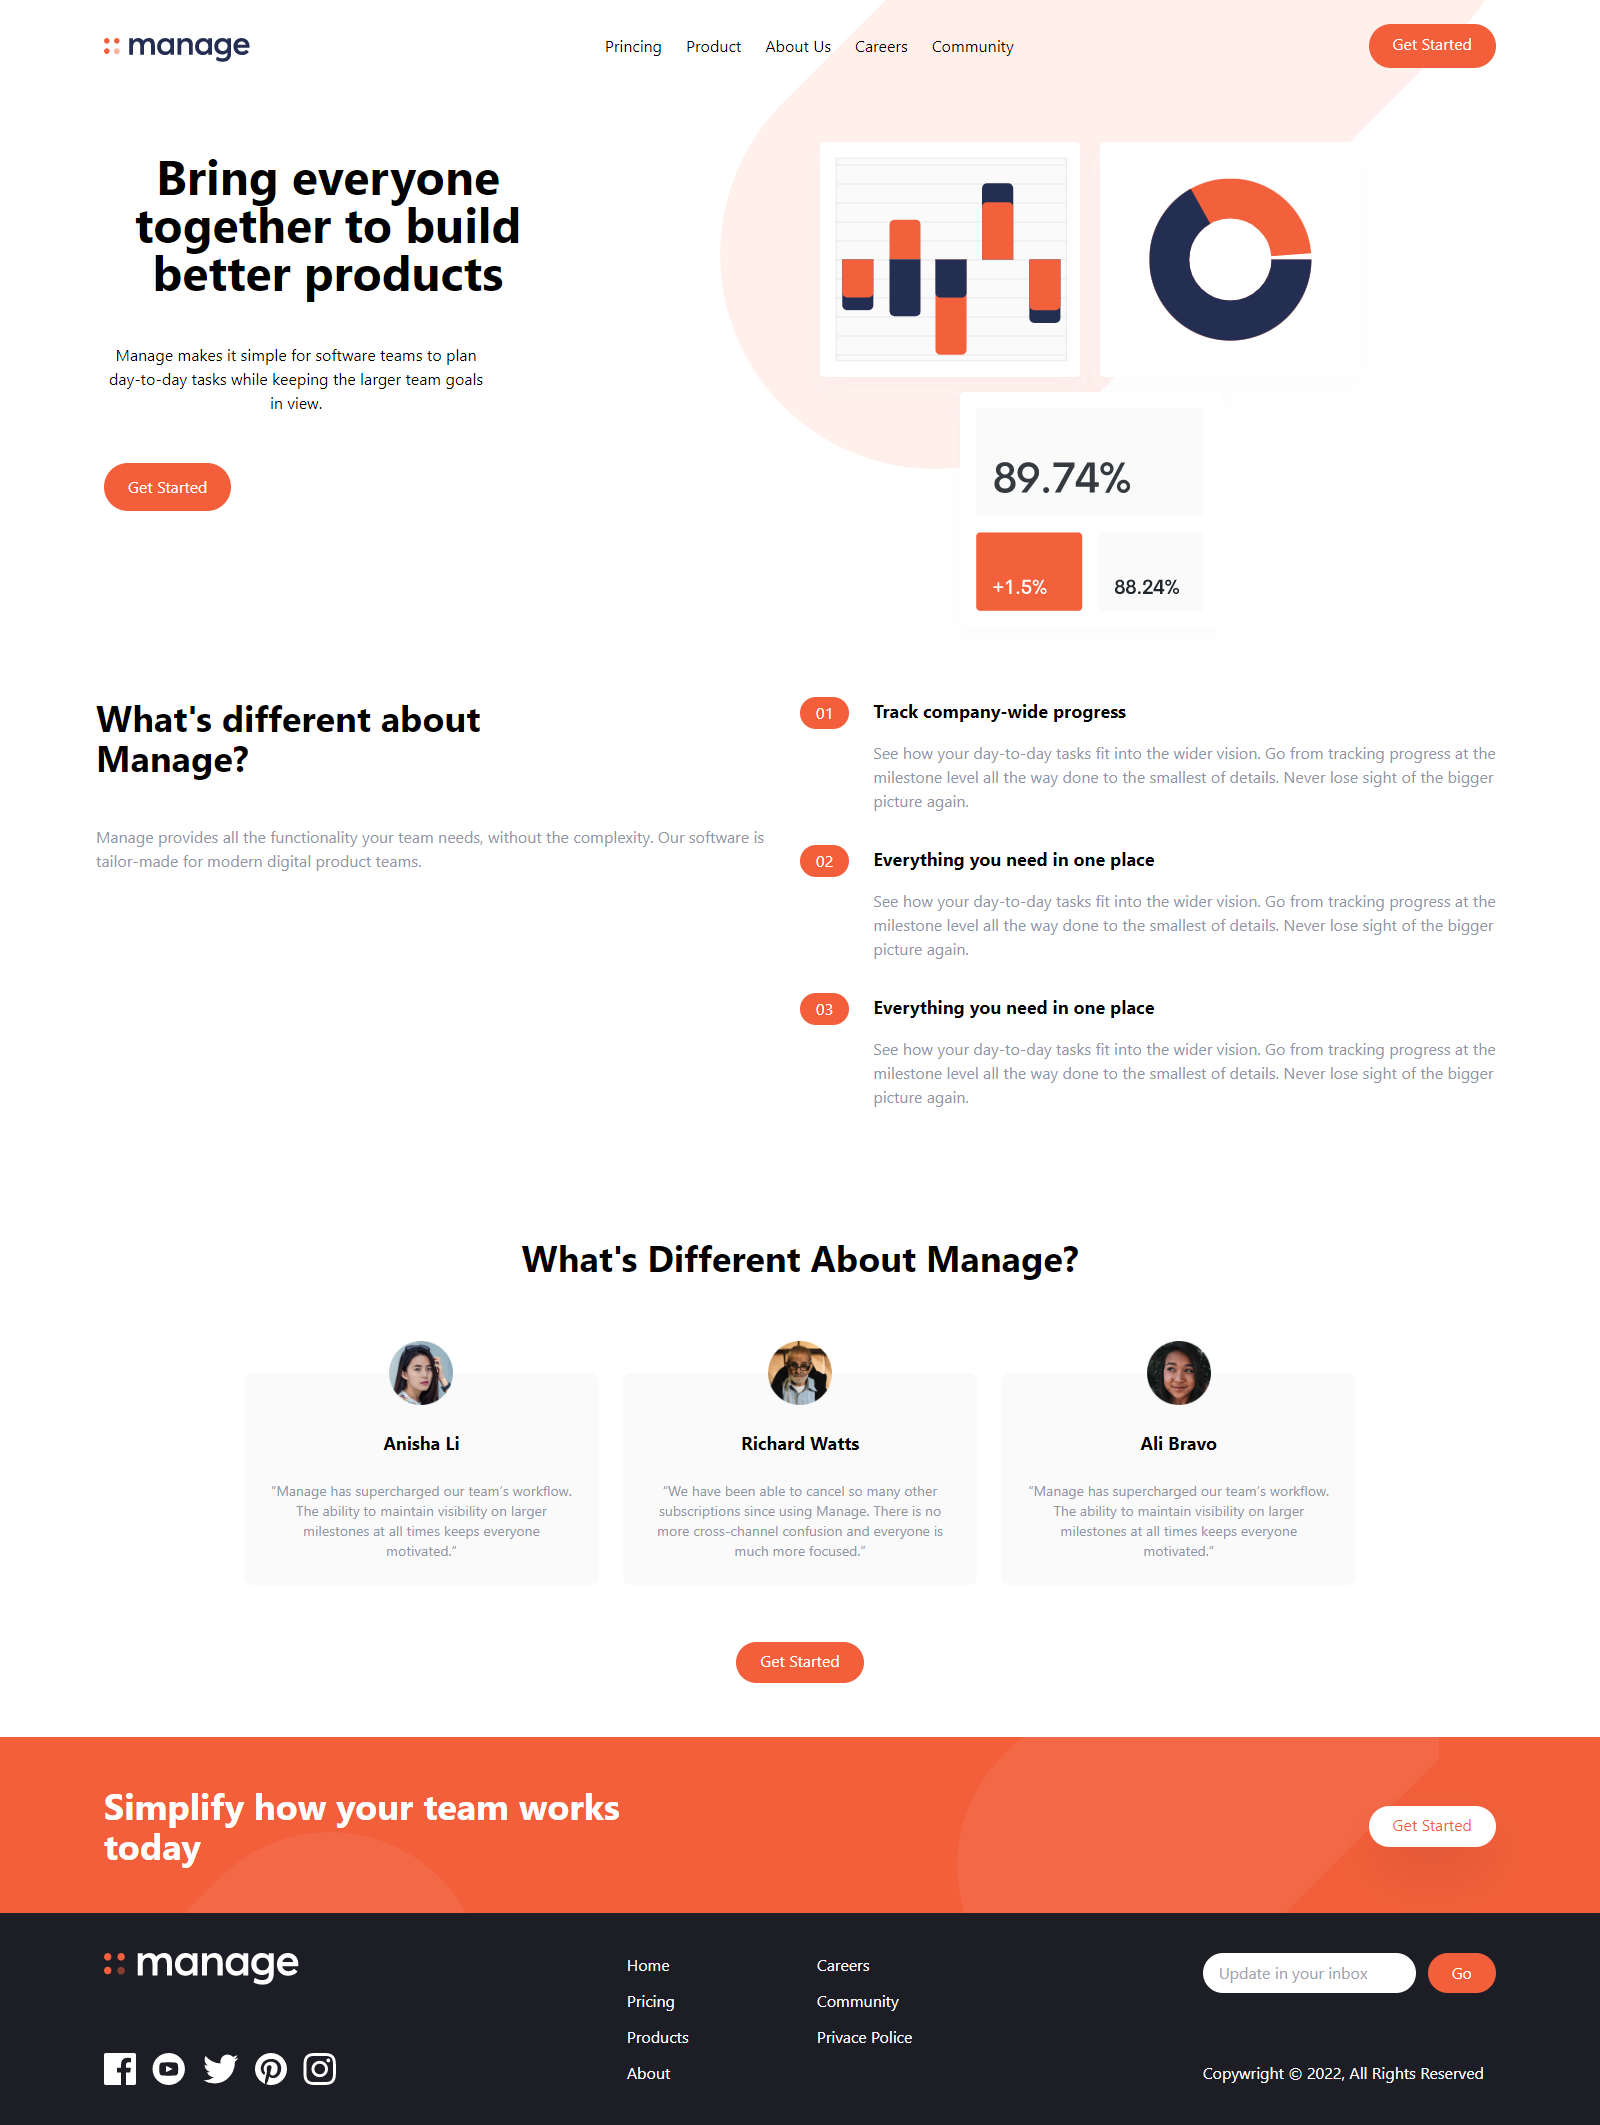 manage
Princing
Product
About Us
Careers
Community
Get Started
Bring everyone
together to build
better products
Manage makes it simple for software teams to plan
day-to-day tasks while keeping the larger team goals
in view.
Get Started
89.74%
+1.5%
88.24%
What's different about
Manage?
Manage provides all the functionality your team needs, without the complexity. Our software is
tailor-made for modern digital product teams.
01
Track company-wide progress
See how your day-to-day tasks fit into the wider vision. Go from tracking progress at the
milestone level all the way done to the smallest of details. Never lose sight of the bigger
picture again.
02
Everything you need in one place
See how your day-to-day tasks fit into the wider vision. Go from tracking progress at the
milestone level all the way done to the smallest of details. Never lose sight of the bigger
picture again.
03
Everything you need in one place
See how your day-to-day tasks fit into the wider vision. Go from tracking progress at the
milestone level all the way done to the smallest of details. Never lose sight of the bigger
picture again.
What's Different About Manage?
Anisha Li
“Manage has supercharged our team’s workflow.
The ability to maintain visibility on larger
milestones at all times keeps everyone
motivated.”
Richard Watts
“We have been able to cancel so many other
subscriptions since using Manage. There is no
more cross-channel confusion and everyone is
much more focused.”
Ali Bravo
“Manage has supercharged our team’s workflow.
The ability to maintain visibility on larger
milestones at all times keeps everyone
motivated.”
Get Started
Simplify how your team works
today
Get Started
manage
Home
Pricing
Products
About
Careers
Community
Privace Police
Update in your inbox
Go
Copywright © 2022, All Rights Reserved